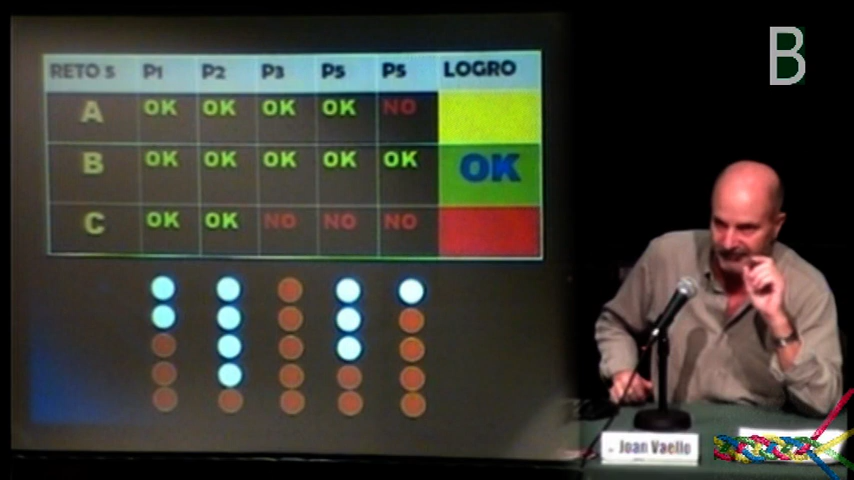 B
RETO 5 P1 P2 P3 P5 P5 LOGRO
A OK OK OK OK NO
B OK OK OK OK OK OK
C OK OK NO NO NO
Joan Vaello